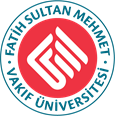 FATİH SULTAN MEHMET
VAKIF ÜNİVERSİTESİ